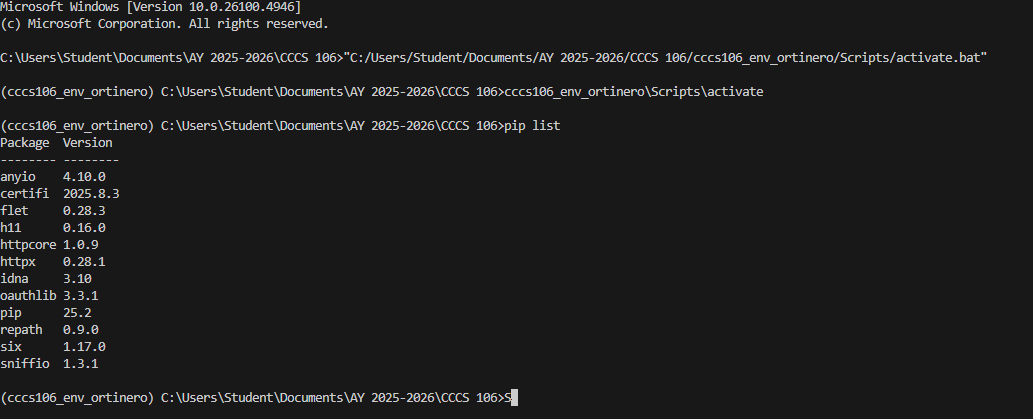 Microsoft Windows [Version 10.0.26100.4946]
(c) Microsoft Corporation. All rights reserved.
C:\Users\Student\Documents\AY 2025-2026\CCCS 106>"C:/Users/Student/Documents/AY 2025-2026/CCCS 106/cccs106_env_ortinero/Scripts/activate.bat"
(cccs106_env_ortinero) C:\Users\Student\Documents\AY 2025-2026\CCCS 106>cccs106_env_ortinero\Scripts\activate
(cccs106_env_ortinero) C:\Users\Student\Documents\AY 2025-2026\CCCS 106>pip list
Package  Version
-------- --------
anyio    4.10.0
certifi  2025.8.3
flet     0.28.3
h11      0.16.0
httpcore 1.0.9
httpx    0.28.1
idna     3.10
oauthlib 3.3.1
pip      25.2
repath   0.9.0
six      1.17.0
sniffio  1.3.1
(cccs106_env_ortinero) C:\Users\Student\Documents\AY 2025-2026\CCCS 106>S